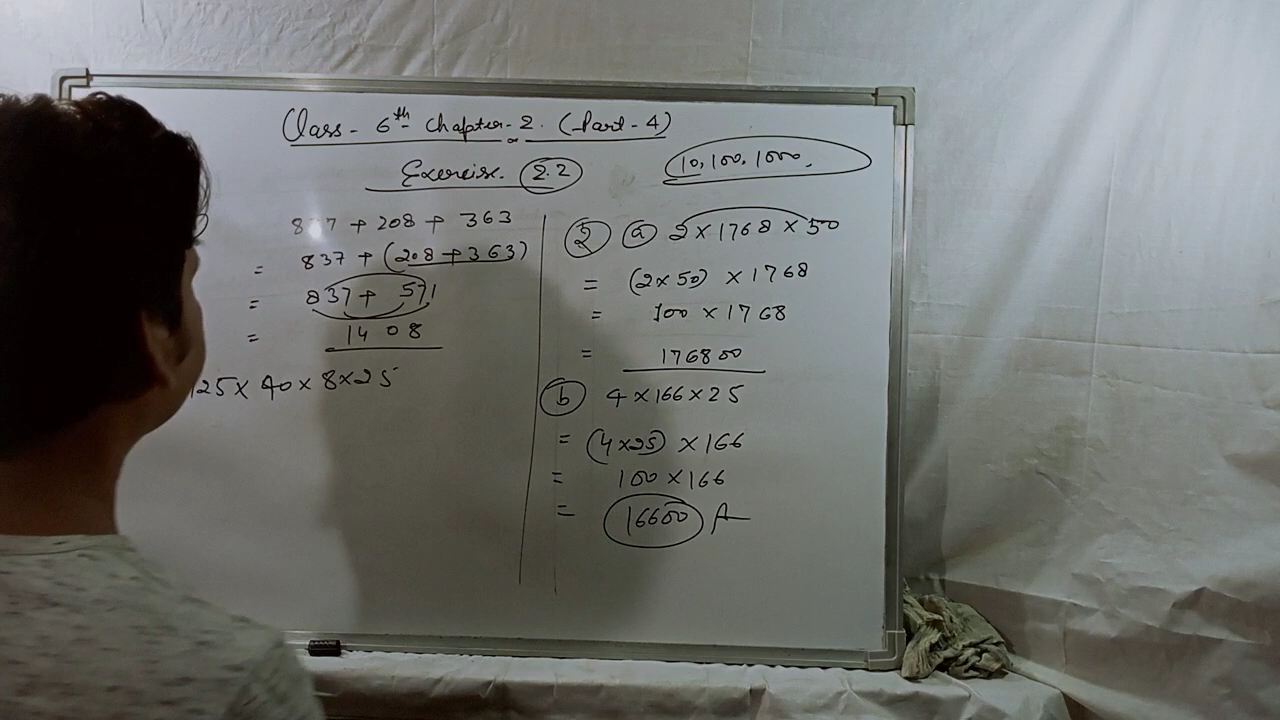 Class - 6th Chapter-2. (Part-4)
Exercise. 2.2
10, 100, 1000,
837 + 208 + 363
= 837 + (208 + 363)
= 837 + 571
= 1408
125 × 40 × 8 × 25
2 a 2 × 1768 × 50
= (2 × 50) × 1768
= 100 × 1768
= 176800
b 4 × 166 × 25
= (4×25) × 166
= 100 × 166
= 16600 A